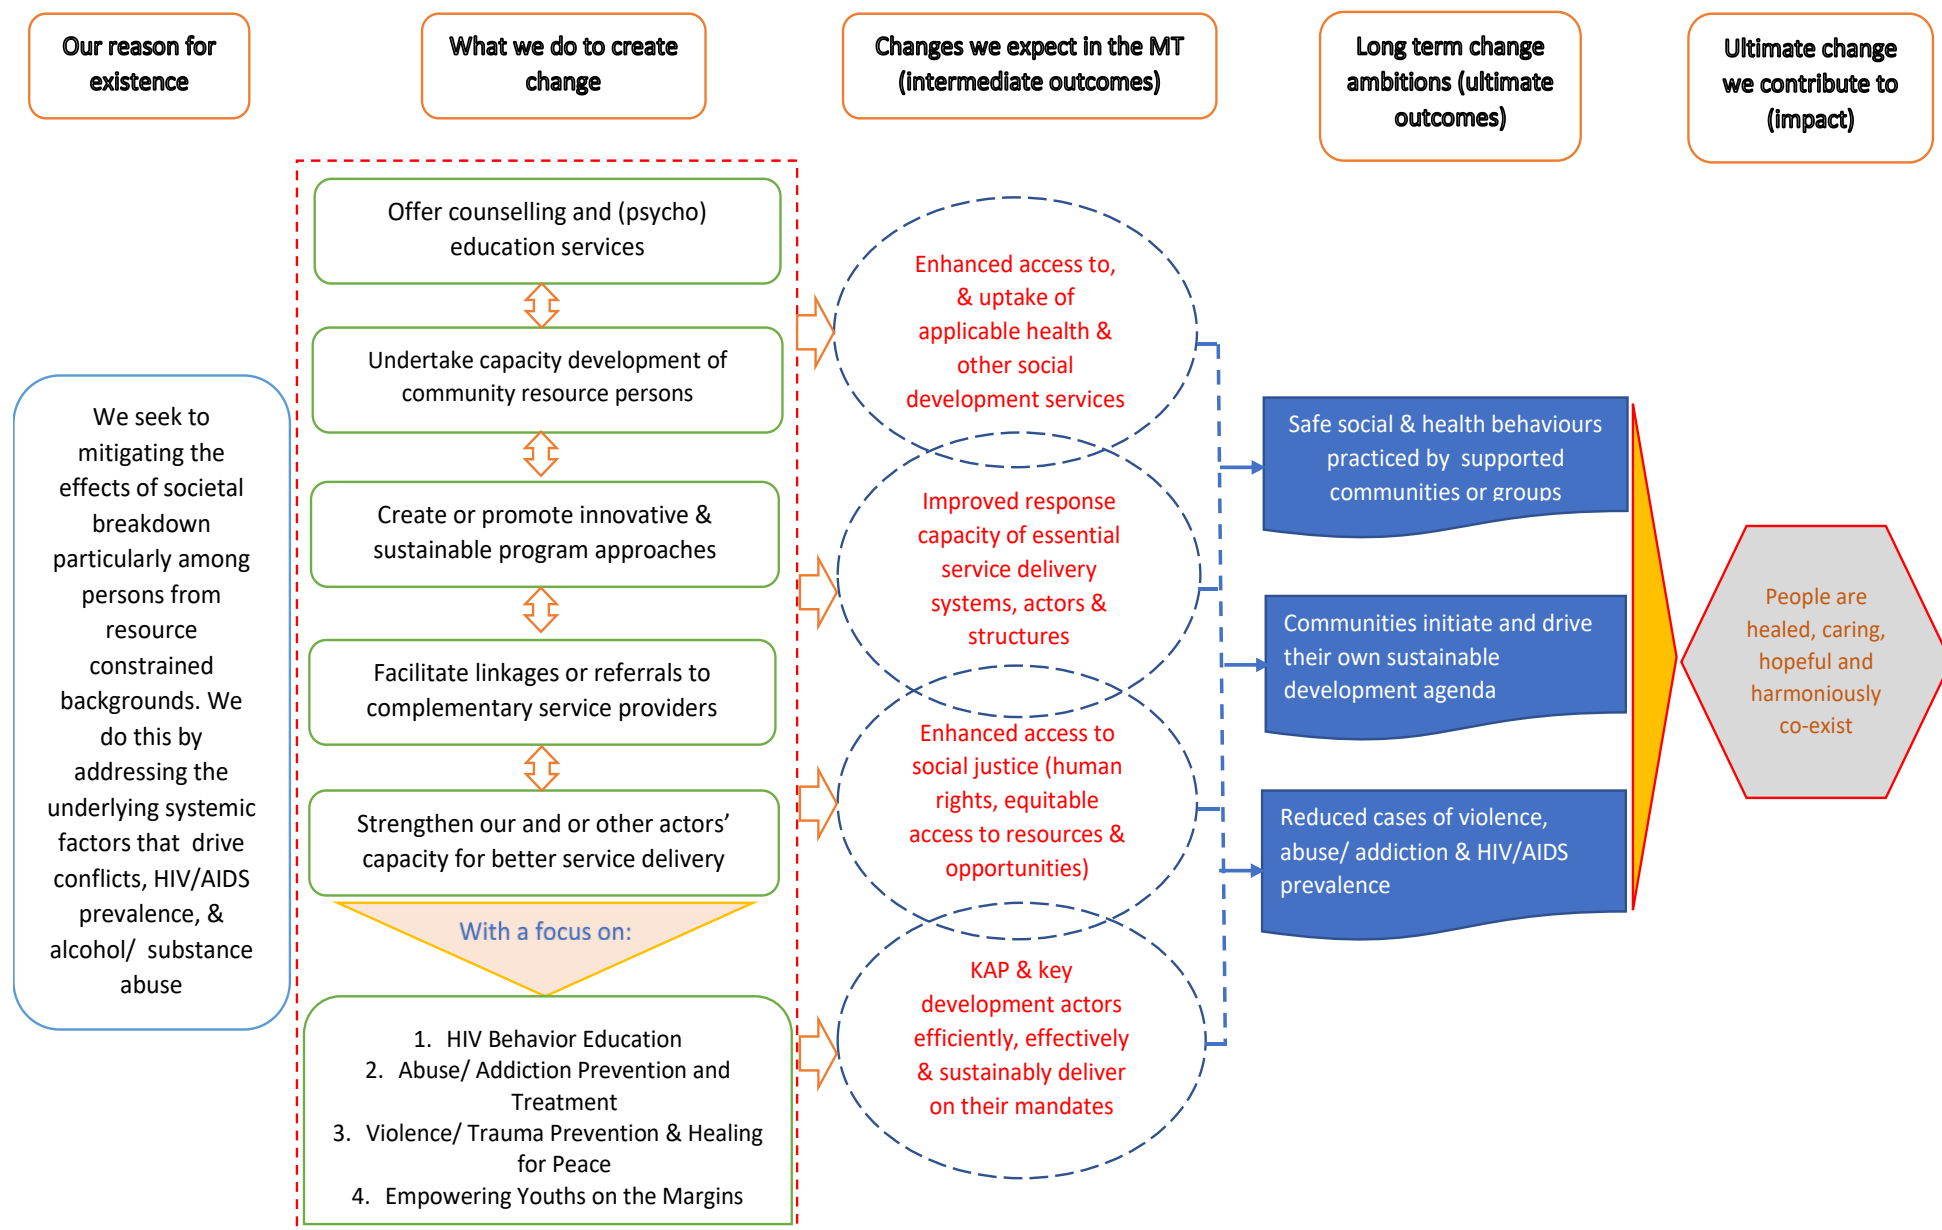 Our reason for
existence
What we do to create
change
Changes we expect in the MT
(intermediate outcomes)
Long term change
ambitions (ultimate
outcomes)
Ultimate change
we contribute to
(impact)
We seek to
mitigating the
effects of societal
breakdown
particularly among
persons from
resource
constrained
backgrounds. We
do this by
addressing the
underlying systemic
factors that drive
conflicts, HIV/AIDS
prevalence, &
alcohol/ substance
abuse
Offer counselling and (psycho)
education services
Undertake capacity development of
community resource persons
Create or promote innovative &
sustainable program approaches
Facilitate linkages or referrals to
complementary service providers
Strengthen our and or other actors’
capacity for better service delivery
With a focus on:
1. HIV Behavior Education
2. Abuse/ Addiction Prevention and
Treatment
3. Violence/ Trauma Prevention & Healing
for Peace
4. Empowering Youths on the Margins
Enhanced access to,
& uptake of
applicable health &
other social
development services
Improved response
capacity of essential
service delivery
systems, actors &
structures
Enhanced access to
social justice (human
rights, equitable
access to resources &
opportunities)
KAP & key
development actors
efficiently, effectively
& sustainably deliver
on their mandates
Safe social & health behaviours
practiced by supported
communities or groups
Communities initiate and drive
their own sustainable
development agenda
Reduced cases of violence,
abuse/ addiction & HIV/AIDS
prevalence
People are
healed, caring,
hopeful and
harmoniously
co-exist